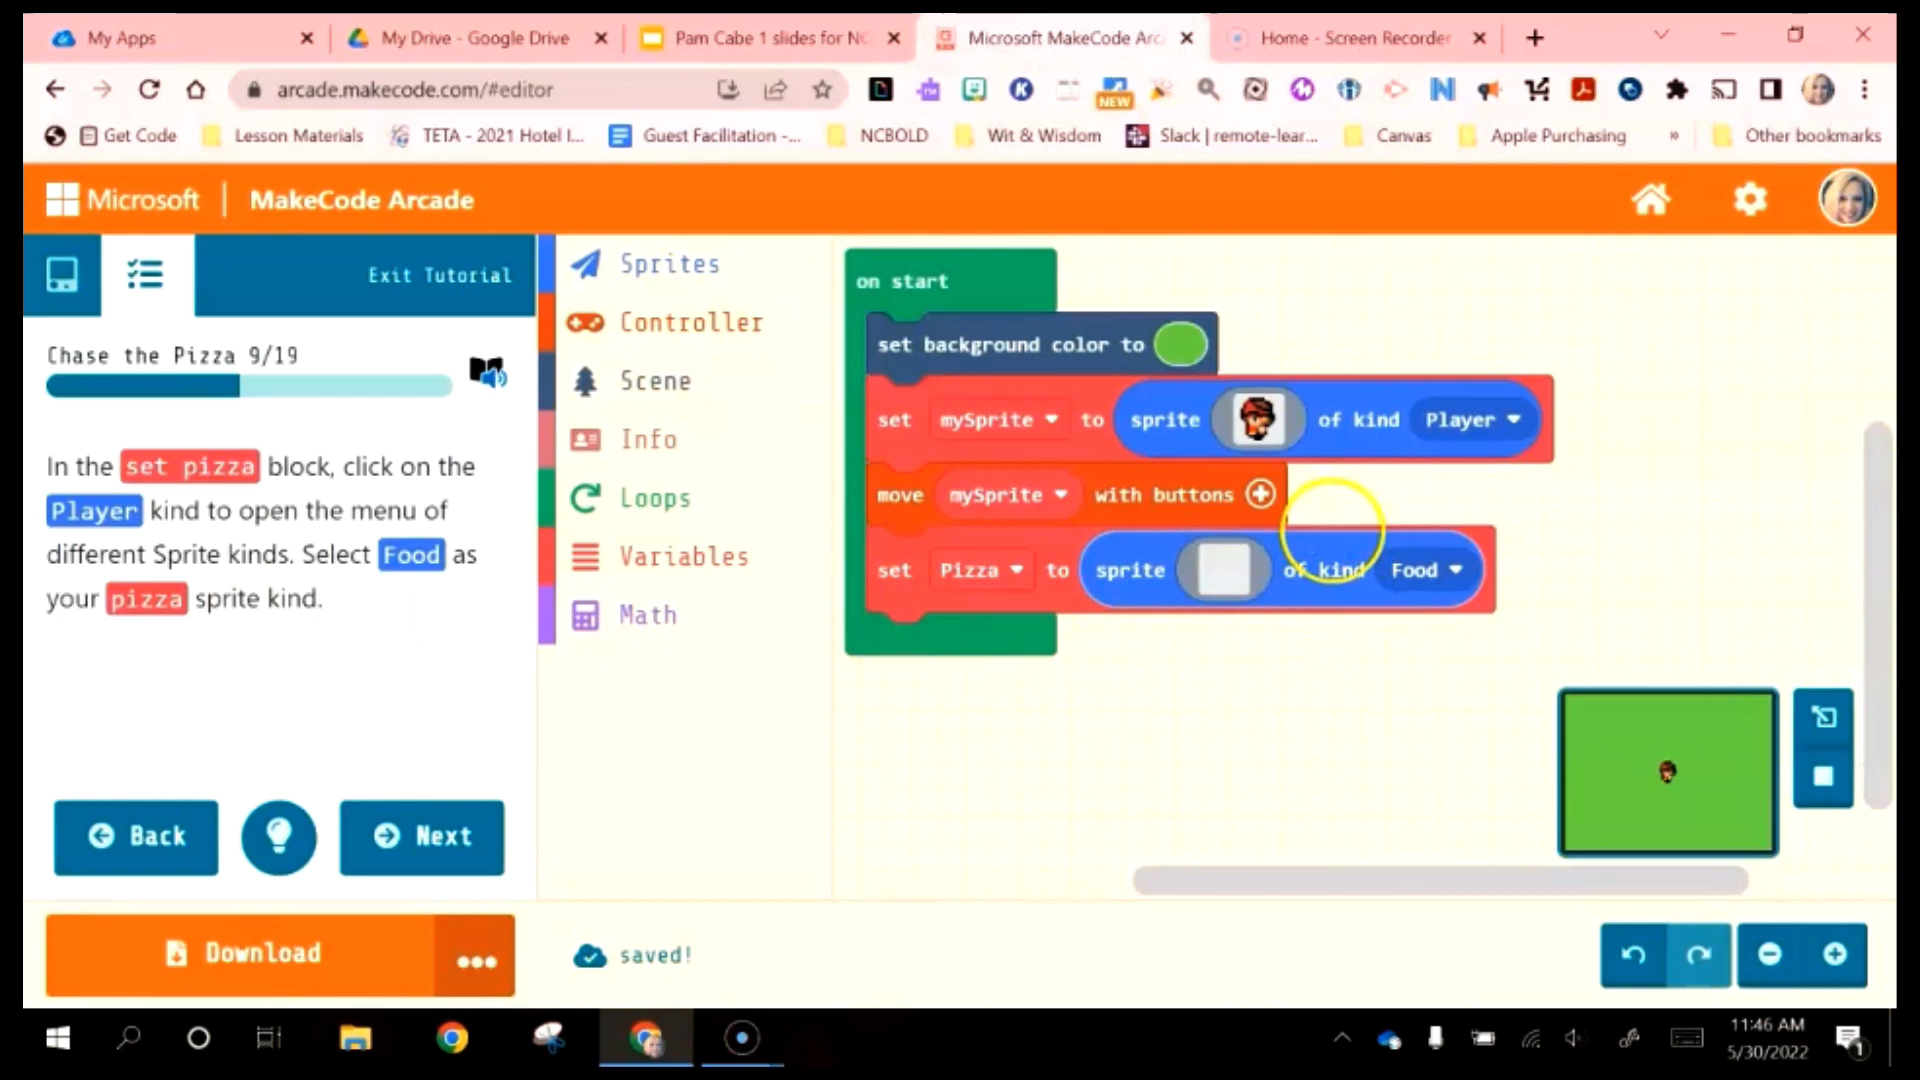 My Apps
My Drive - Google Drive
Pam Cabe 1 slides for NC
Microsoft MakeCode Arc
Home - Screen Recorder
arcade.makecode.com/#editor
NEW
Get Code
Lesson Materials
TETA - 2021 Hotel I...
Guest Facilitation -...
NCBOLD
Wit & Wisdom
Slack | remote-lear...
Canvas
Apple Purchasing
»
Other bookmarks
Microsoft | MakeCode Arcade
Exit Tutorial
Chase the Pizza 9/19
In the set pizza block, click on the
Player kind to open the menu of
different Sprite kinds. Select Food as
your pizza sprite kind.
Back
Next
Download
Sprites
Controller
Scene
Info
Loops
Variables
Math
on start
set background color to
set mySprite to sprite of kind Player
move mySprite with buttons
set Pizza to sprite of kind Food
saved!
11:46 AM
5/30/2022
1